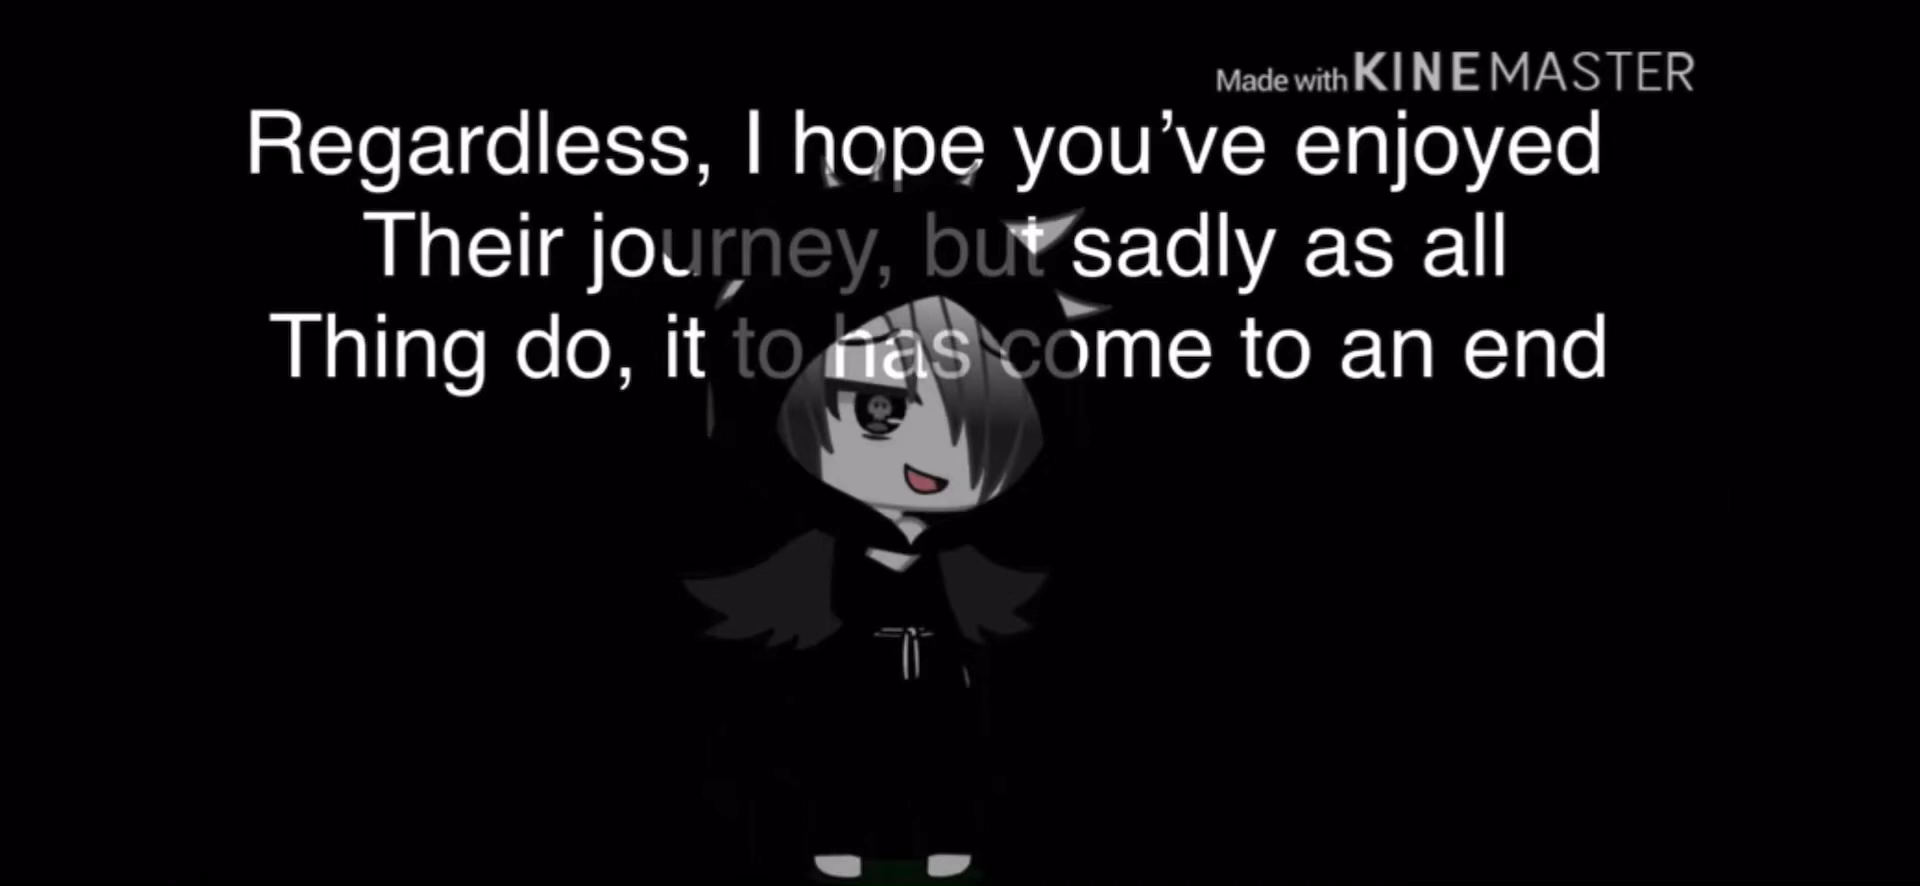 Made with KINEMASTER
Regardless, I hope you’ve enjoyed
Their journey, but sadly as all
Thing do, it to has come to an end